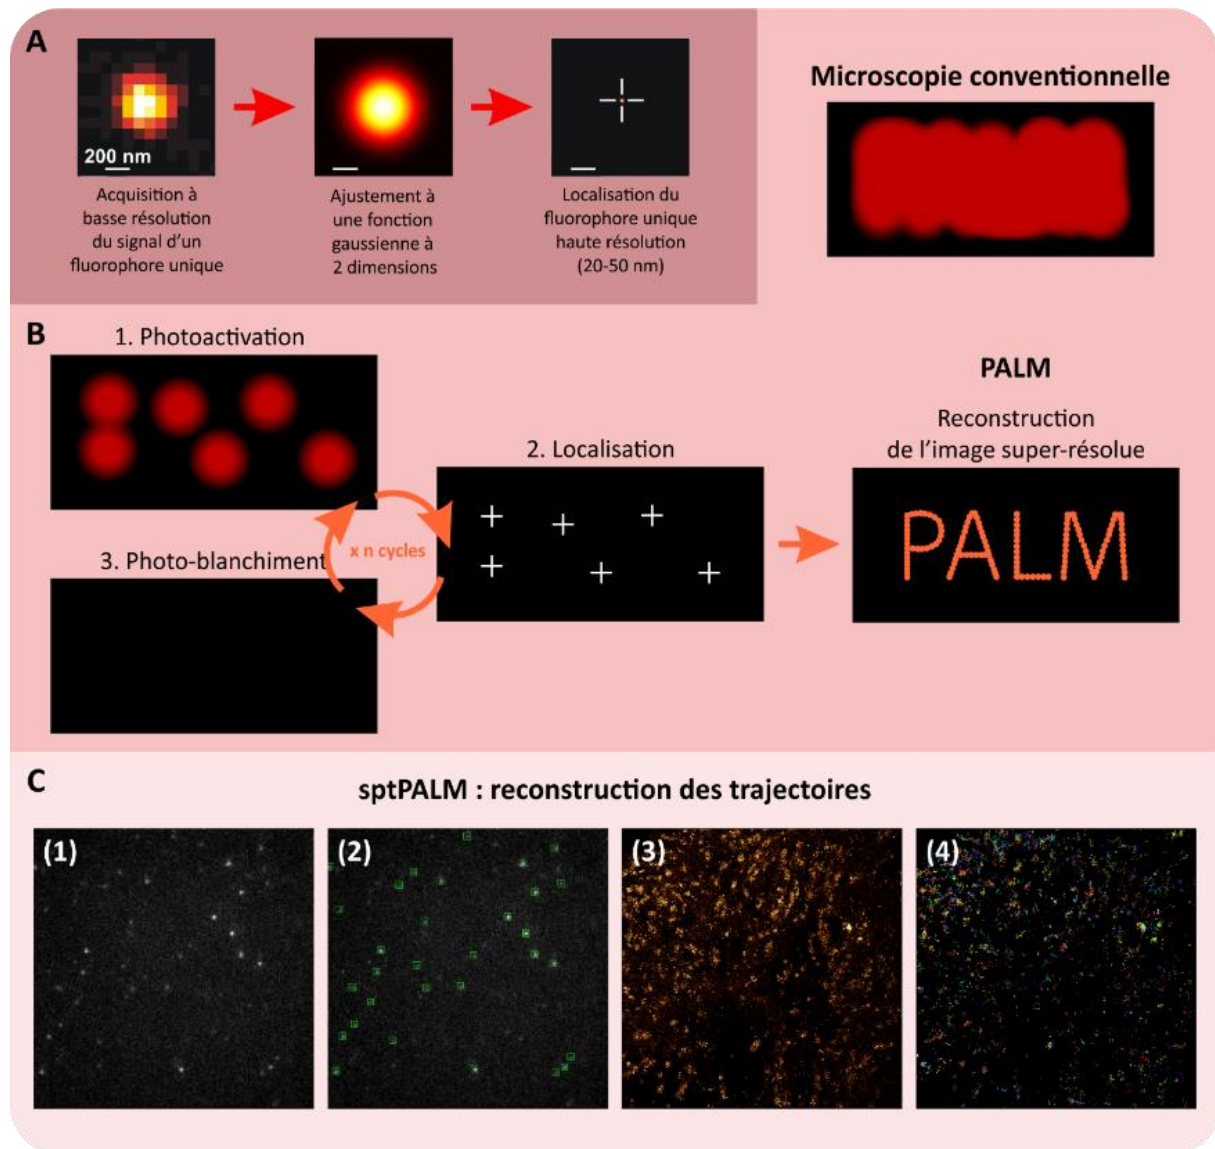 A
200 nm
Acquisition à
basse résolution
du signal d'un
fluorophore unique
Ajustement à
une fonction
gaussienne à
2 dimensions
Localisation du
fluorophore unique
haute résolution
(20-50 nm)
Microscopie conventionnelle
B
1. Photoactivation
2. Localisation
3. Photo-blanchiment
x n cycles
PALM
Reconstruction
de l'image super-résolue
PALM
C
sptPALM : reconstruction des trajectoires
(1)
(2)
(3)
(4)